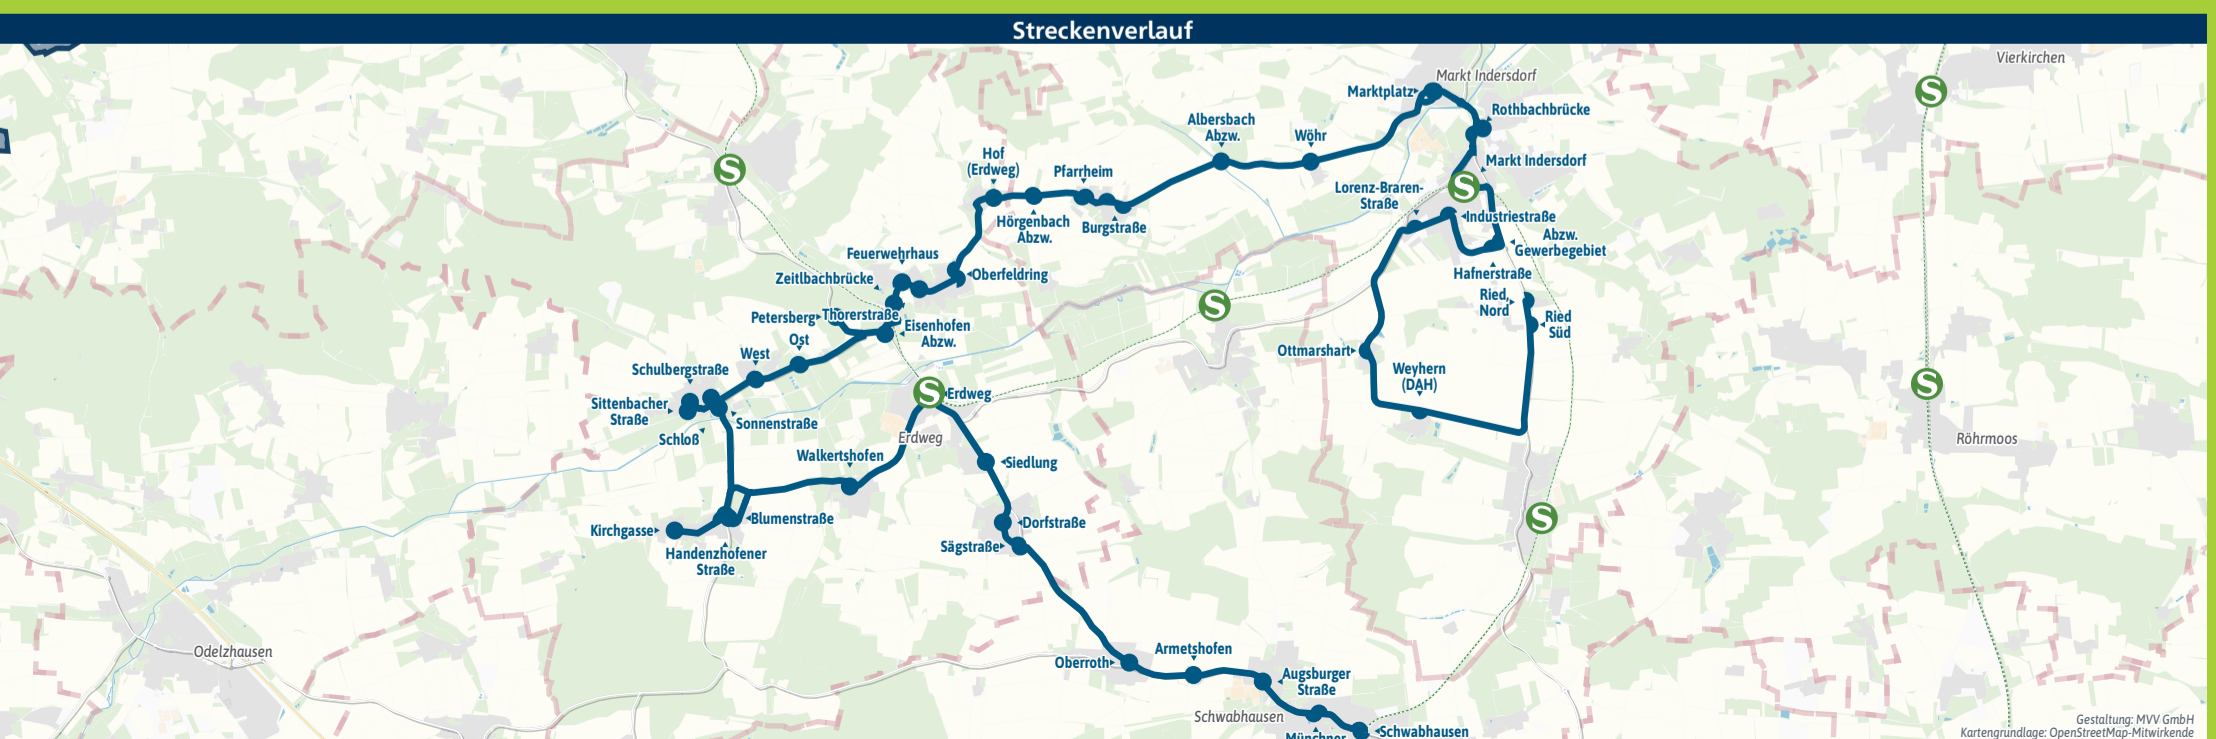 Streckenverlauf
Vierkirchen
Markt Indersdorf
Marktplatz
Rothbachbrücke
Albersbach
Abzw.
Wöhr
Hof
(Erdweg)
Pfarrheim
Markt Indersdorf
Lorenz-Braren-
Straße
S
S
S
Hörgenbach
Abzw.
Burgstraße
Industriestraße
Abzw.
Gewerbegebiet
Feuerwehrhaus
Oberfeldring
Hafnerstraße
Zeitlbachbrücke
Ried,
Nord
Petersberg
Thorerstraße
S
Ried
Süd
Eisenhofen
Abzw.
Ost
West
Ottmarshart
Schulbergstraße
Weyhern
(DAH)
S
S
Erdweg
Sittenbacher
Straße
Sonnenstraße
Schloß
Erdweg
Röhrmoos
Walkertshofen
Siedlung
Kirchgasse
Blumenstraße
Dorfstraße
S
Sägstraße
Handenzhofener
Straße
Odelzhausen
Oberroth
Armetshofen
Augsburger
Straße
Schwabhausen
Schwabhausen
Münchner
Gestaltung: MVV GmbH
Kartengrundlage: OpenStreetMap-Mitwirkende